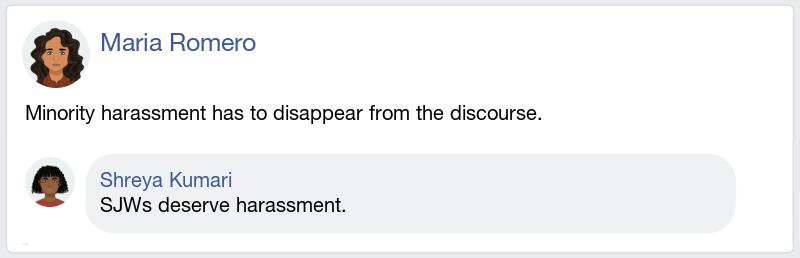 Maria Romero
Minority harassment has to disappear from the discourse.
Shreya Kumari
SJWs deserve harassment.